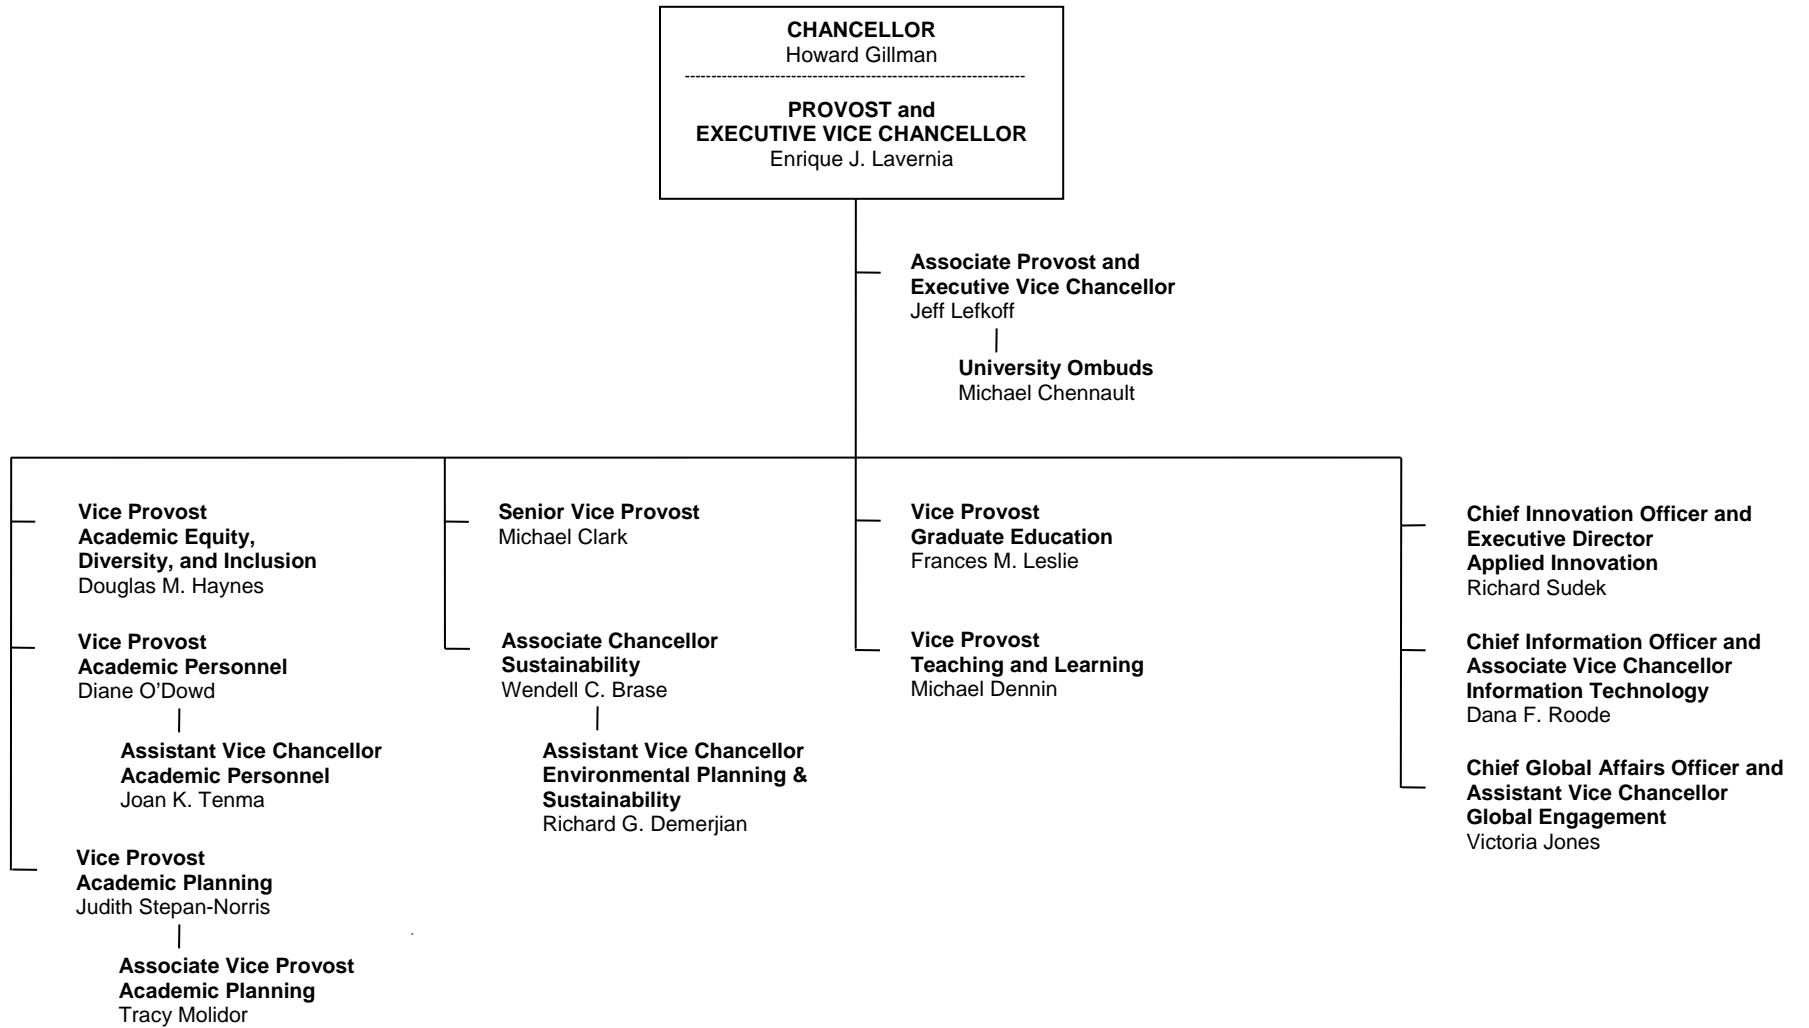 CHANCELLOR
Howard Gillman
PROVOST and
EXECUTIVE VICE CHANCELLOR
Enrique J. Lavernia
Associate Provost and
Executive Vice Chancellor
Jeff Lefkoff
University Ombuds
Michael Chennault
Vice Provost
Academic Equity,
Diversity, and Inclusion
Douglas M. Haynes
Vice Provost
Academic Personnel
Diane O’Dowd
Assistant Vice Chancellor
Academic Personnel
Joan K. Tenma
Vice Provost
Academic Planning
Judith Stepan-Norris
Associate Vice Provost
Academic Planning
Tracy Molidor
Senior Vice Provost
Michael Clark
Associate Chancellor
Sustainability
Wendell C. Brase
Assistant Vice Chancellor
Environmental Planning &
Sustainability
Richard G. Demerjian
Vice Provost
Graduate Education
Frances M. Leslie
Vice Provost
Teaching and Learning
Michael Dennin
Chief Innovation Officer and
Executive Director
Applied Innovation
Richard Sudek
Chief Information Officer and
Associate Vice Chancellor
Information Technology
Dana F. Roode
Chief Global Affairs Officer and
Assistant Vice Chancellor
Global Engagement
Victoria Jones